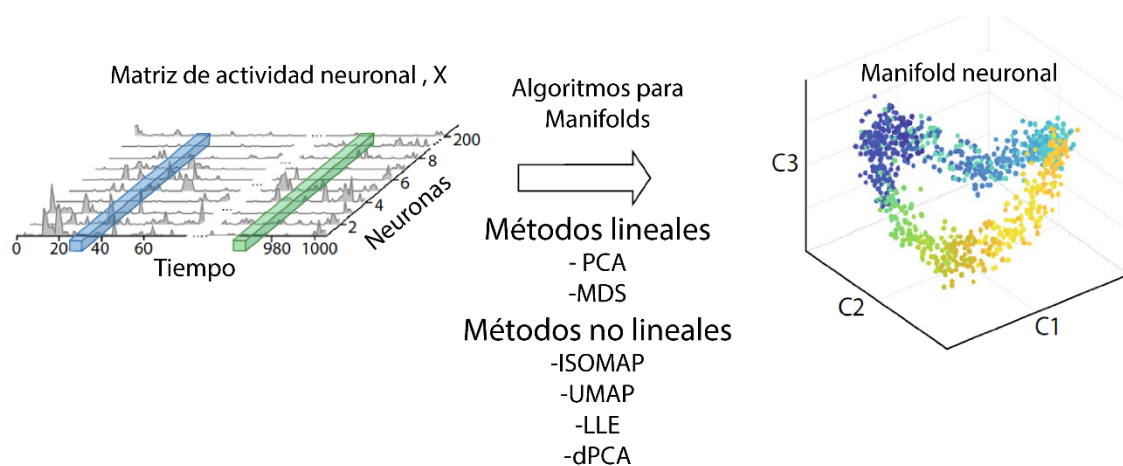 Matriz de actividad neuronal , X
... 200
8
6
4
2
Neuronas
0 20 40 60 ... 980 1000
Tiempo
Algoritmos para
Manifolds
Métodos lineales
- PCA
-MDS
Métodos no lineales
-ISOMAP
-UMAP
-LLE
-dPCA
Manifold neuronal
C3
C2
C1